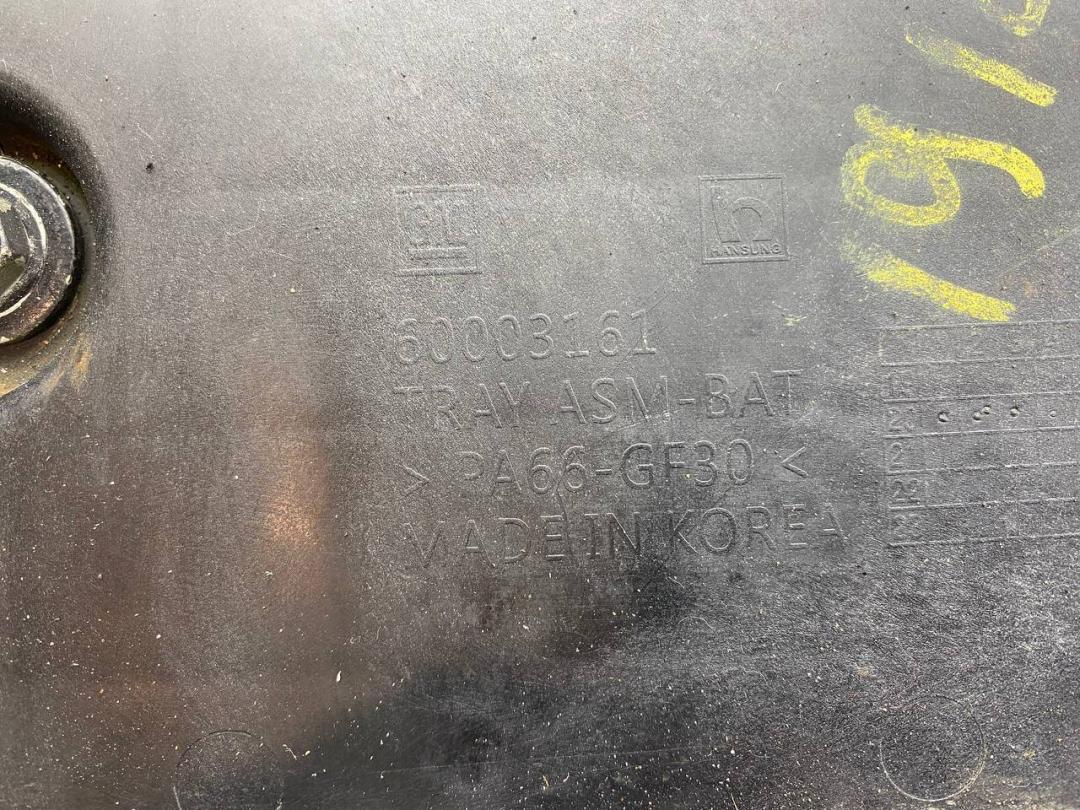 GM
HANSUNG
60003161
TRAY ASM-BAT
> PA66-GF30 <
MADE IN KOREA